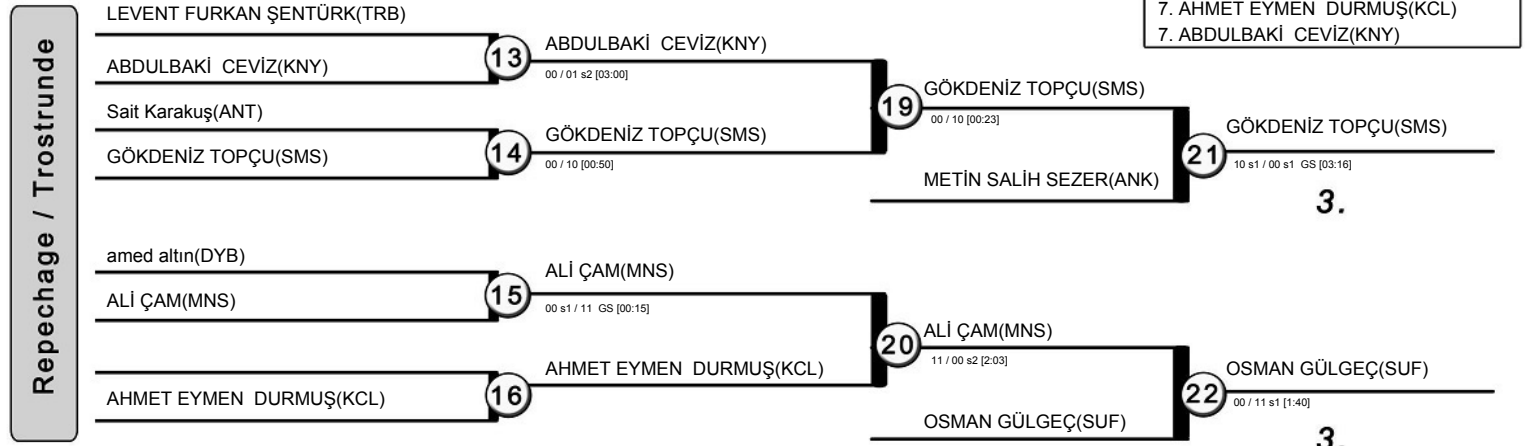 Repechage / Trostrunde
7. AHMET EYMEN DURMUŞ(KCL)
7. ABDULBAKİ CEVİZ(KNY)
LEVENT FURKAN ŞENTÜRK(TRB)
ABDULBAKİ CEVİZ(KNY)
13
ABDULBAKİ CEVİZ(KNY)
00 / 01 s2 [03:00]
Sait Karakuş(ANT)
GÖKDENİZ TOPÇU(SMS)
14
GÖKDENİZ TOPÇU(SMS)
00 / 10 [00:50]
19
GÖKDENİZ TOPÇU(SMS)
00 / 10 [00:23]
METİN SALİH SEZER(ANK)
21
GÖKDENİZ TOPÇU(SMS)
10 s1 / 00 s1 GS [03:16]
3.
amed altın(DYB)
ALİ ÇAM(MNS)
15
ALİ ÇAM(MNS)
00 s1 / 11 GS [00:15]
AHMET EYMEN DURMUŞ(KCL)
16
AHMET EYMEN DURMUŞ(KCL)
20
ALİ ÇAM(MNS)
11 / 00 s2 [2:03]
OSMAN GÜLGEÇ(SUF)
22
OSMAN GÜLGEÇ(SUF)
00 / 11 s1 [1:40]
3.